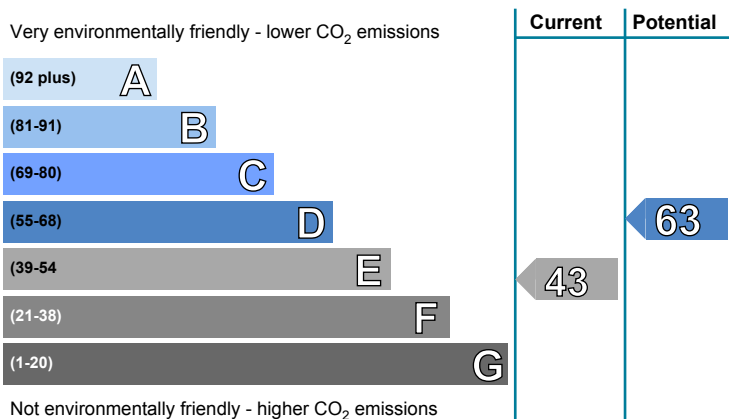 Current Potential
Very environmentally friendly - lower CO2 emissions
(92 plus) A
(81-91) B
(69-80) C
(55-68) D
63
(39-54 E
43
(21-38) F
(1-20) G
Not environmentally friendly - higher CO2 emissions